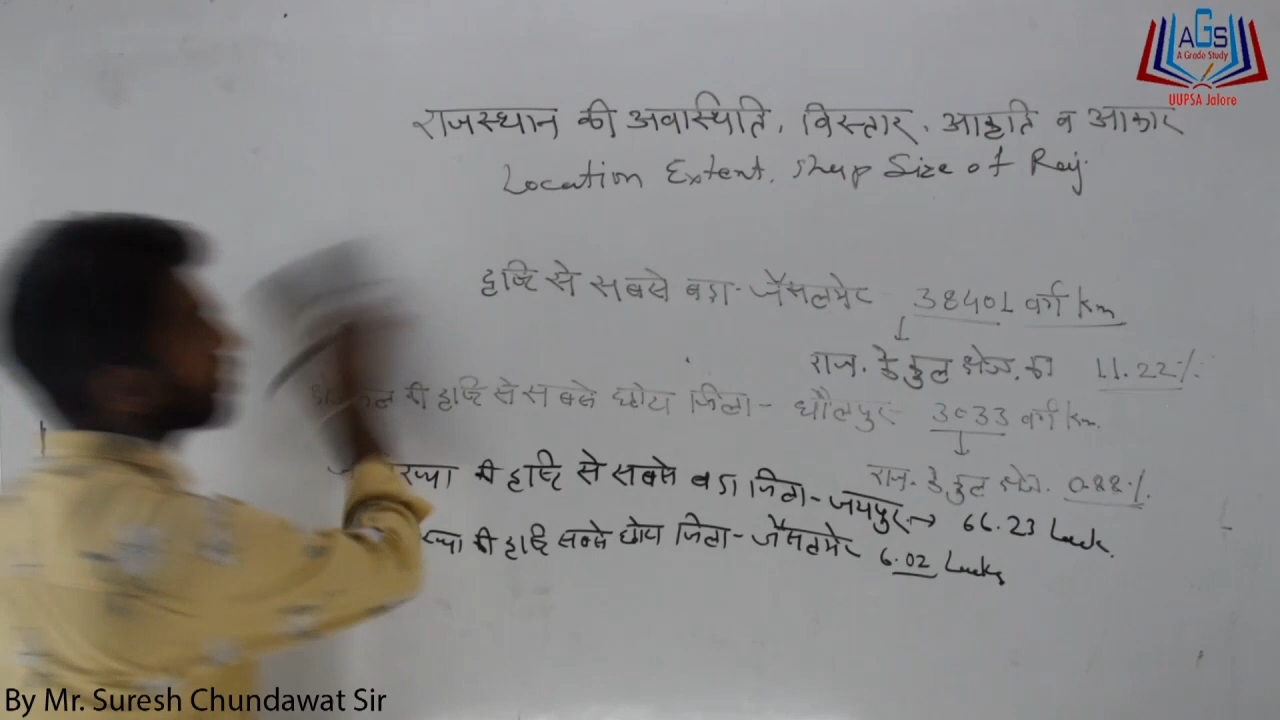 AGS
A Grade Study
UUPSA Jalore
राजस्थान की अवास्थिति, विस्तार, आकृति व आकार
Location Extent, Shap Size of Raj.
दृष्टि से सबसे बडा - जैसलमेर 38401 वर्ग km
राज. के कुल क्षेत्र. का 11.22%
की दृष्टि से सबसे छोटा जिला - धौलपुर - 3033 वर्ग km.
राज. के कुल क्षेत्र. 0.88%.
की दृष्टि से सबसे बडा जिला - जयपुर → 66.23 Lack.
की दृष्टि सबसे छोटा जिला - जैसलमेर 6.02 Lacks
By Mr. Suresh Chundawat Sir